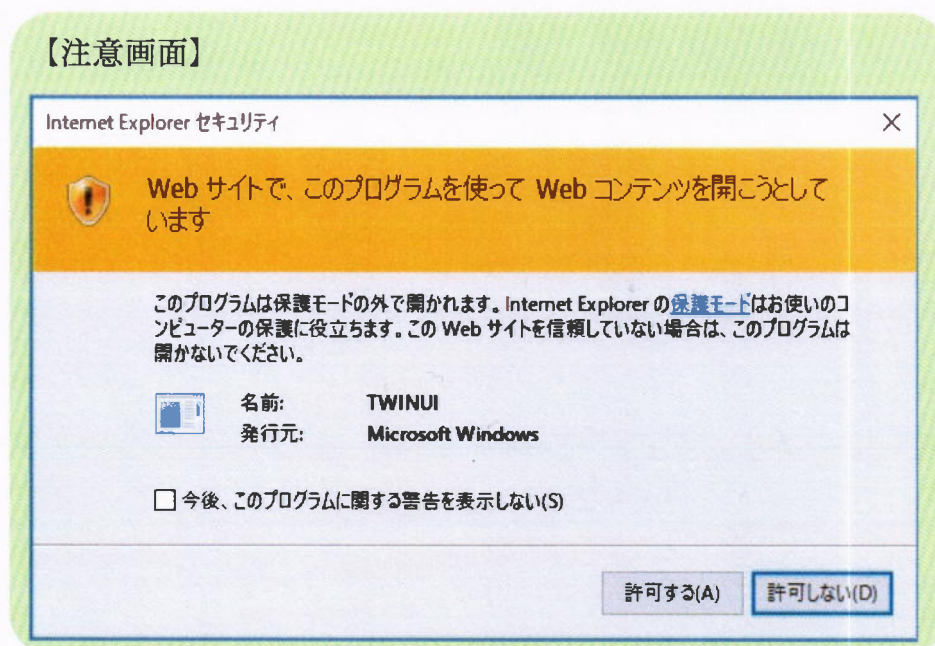 【注意画面】
Internet Explorer セキュリティ
Web サイトで、このプログラムを使って Web コンテンツを開こうとして
います
このプログラムは保護モードの外で開かれます。Internet Explorer の保護モードはお使いのコ
ンピューターの保護に役立ちます。この Web サイトを信頼していない場合は、このプログラムは
開かないでください。
名前: TWINUI
発行元: Microsoft Windows
今後、このプログラムに関する警告を表示しない(S)
許可する(A) 許可しない(D)